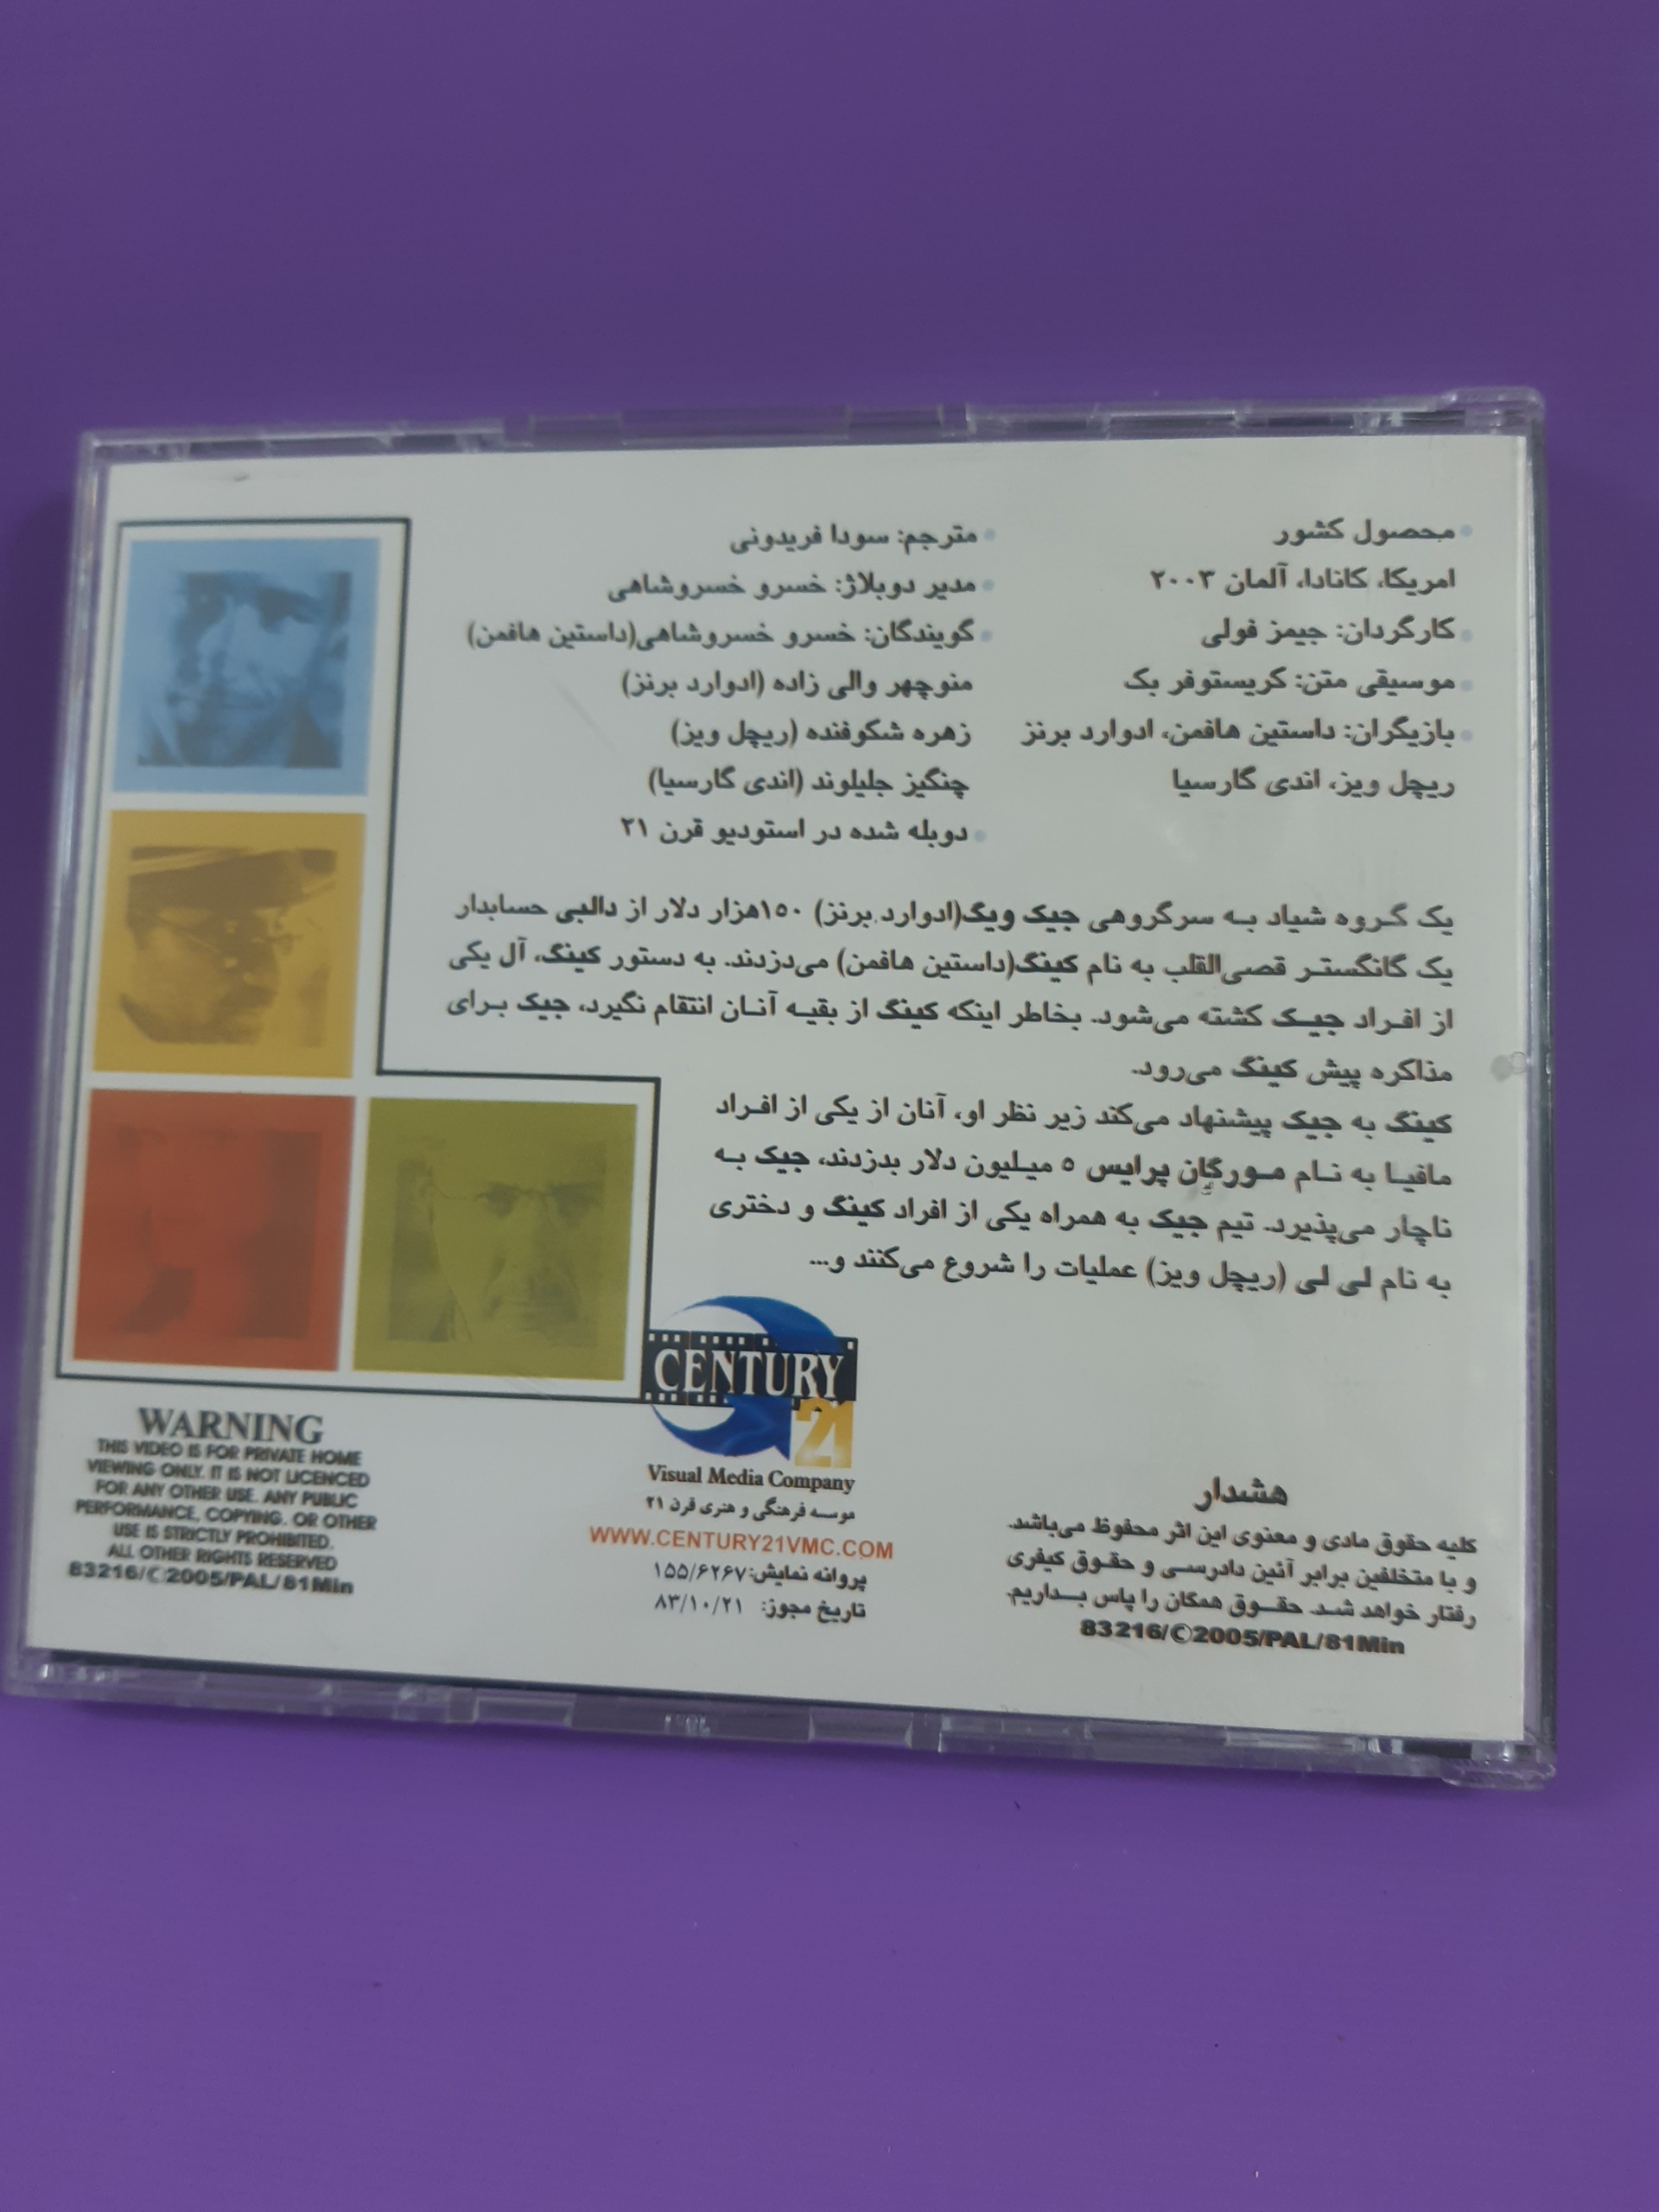 محصول کشور
امریکا، کانادا، آلمان ۲۰۰۳
کارگردان: جیمز فولی
موسیقی متن: کریستوفر بک
بازیگران: داستین هافمن، ادوارد برنز
ریچل ویز، اندی گارسیا
مترجم: سودا فریدونی
مدیر دوبلاژ: خسرو خسروشاهی
گویندگان: خسرو خسروشاهی(داستین هافمن)
منوچهر والی زاده (ادوارد برنز)
زهره شکوفنده (ریچل ویز)
چنگیز جلیلوند (اندی گارسیا)
دوبله شده در استودیو قرن ۲۱
یک گروه شیاد به سرگروهی جیک ویگ(ادوارد برنز) ۱۵۰هزار دلار از دالبی حسابدار
یک گانگستر قصی‌القلب به نام کینگ(داستین هافمن) می‌دزدند. به دستور کینگ، آل یکی
از افراد جیک کشته می‌شود. بخاطر اینکه کینگ از بقیه آنان انتقام نگیرد، جیک برای
مذاکره پیش کینگ می‌رود.
کینگ به جیک پیشنهاد می‌کند زیر نظر او، آنان از یکی از افراد
مافیا به نام مورگان پرایس ۵ میلیون دلار بدزدند، جیک به
ناچار می‌پذیرد. تیم جیک به همراه یکی از افراد کینگ و دختری
به نام لی لی (ریچل ویز) عملیات را شروع می‌کنند و...
CENTURY
21
Visual Media Company
موسسه فرهنگی و هنری قرن ۲۱
WWW.CENTURY21VMC.COM
پروانه نمایش: ۱۵۵/۶۲۶۷
تاریخ مجوز: ۸۳/۱۰/۲۱
هشدار
کلیه حقوق مادی و معنوی این اثر محفوظ می‌باشد.
و با متخلفین برابر آئین دادرسی و حقوق کیفری
رفتار خواهد شد. حقوق همگان را پاس بداریم.
83216/©2005/PAL/81Min
WARNING
THIS VIDEO IS FOR PRIVATE HOME
VIEWING ONLY. IT IS NOT LICENCED
FOR ANY OTHER USE. ANY PUBLIC
PERFORMANCE, COPYING. OR OTHER
USE IS STRICTLY PROHIBITED.
ALL OTHER RIGHTS RESERVED
83216/©2005/PAL/81Min